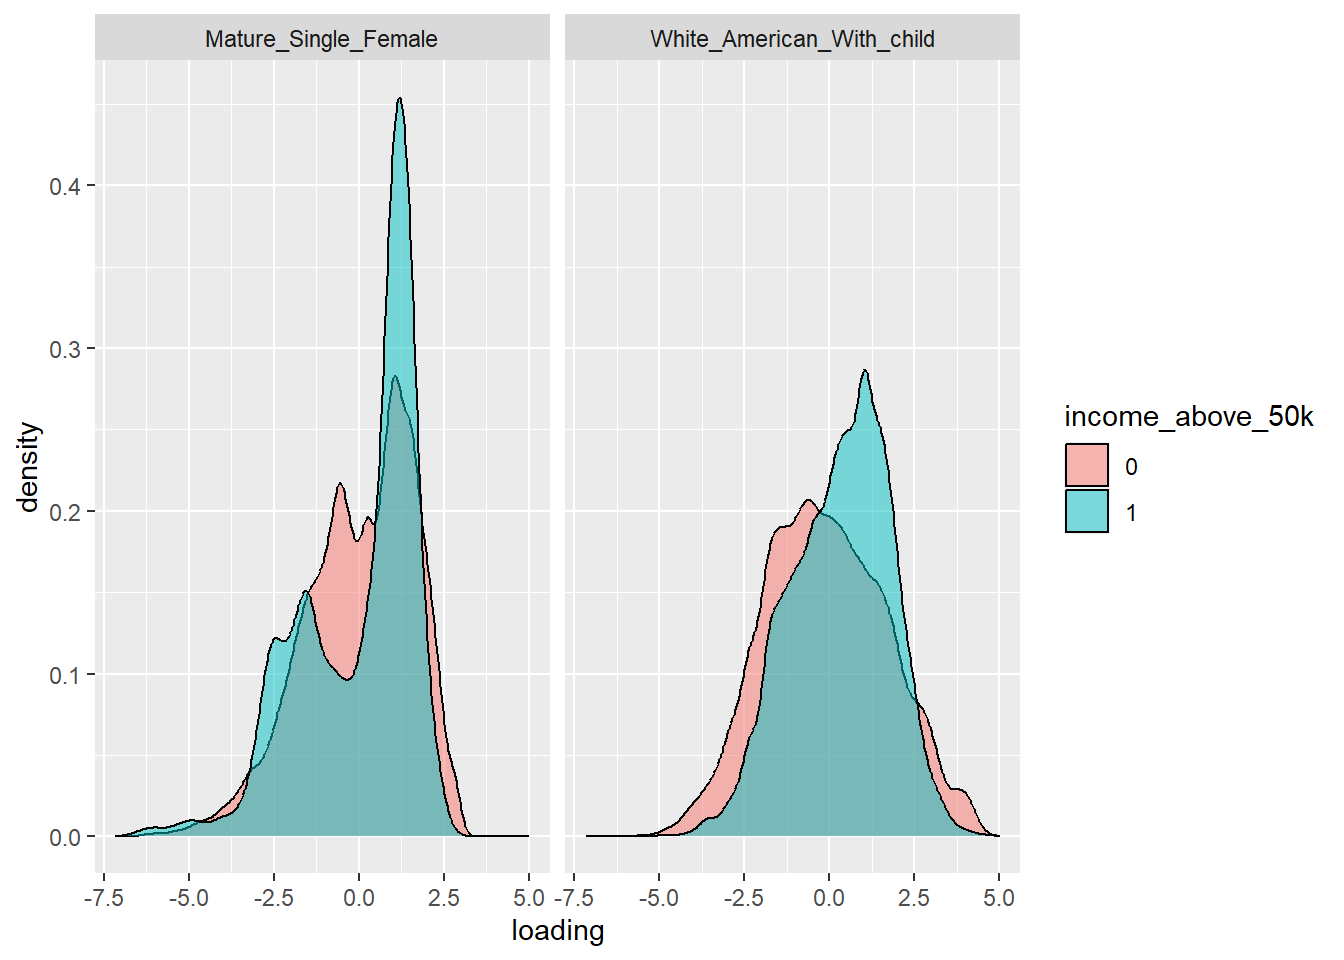 Mature_Single_Female White_American_With_child
0.4
0.3
0.2
0.1
0.0
density
-7.5 -5.0 -2.5 0.0 2.5 5.0 -7.5 -5.0 -2.5 0.0 2.5 5.0
loading
income_above_50k
0
1